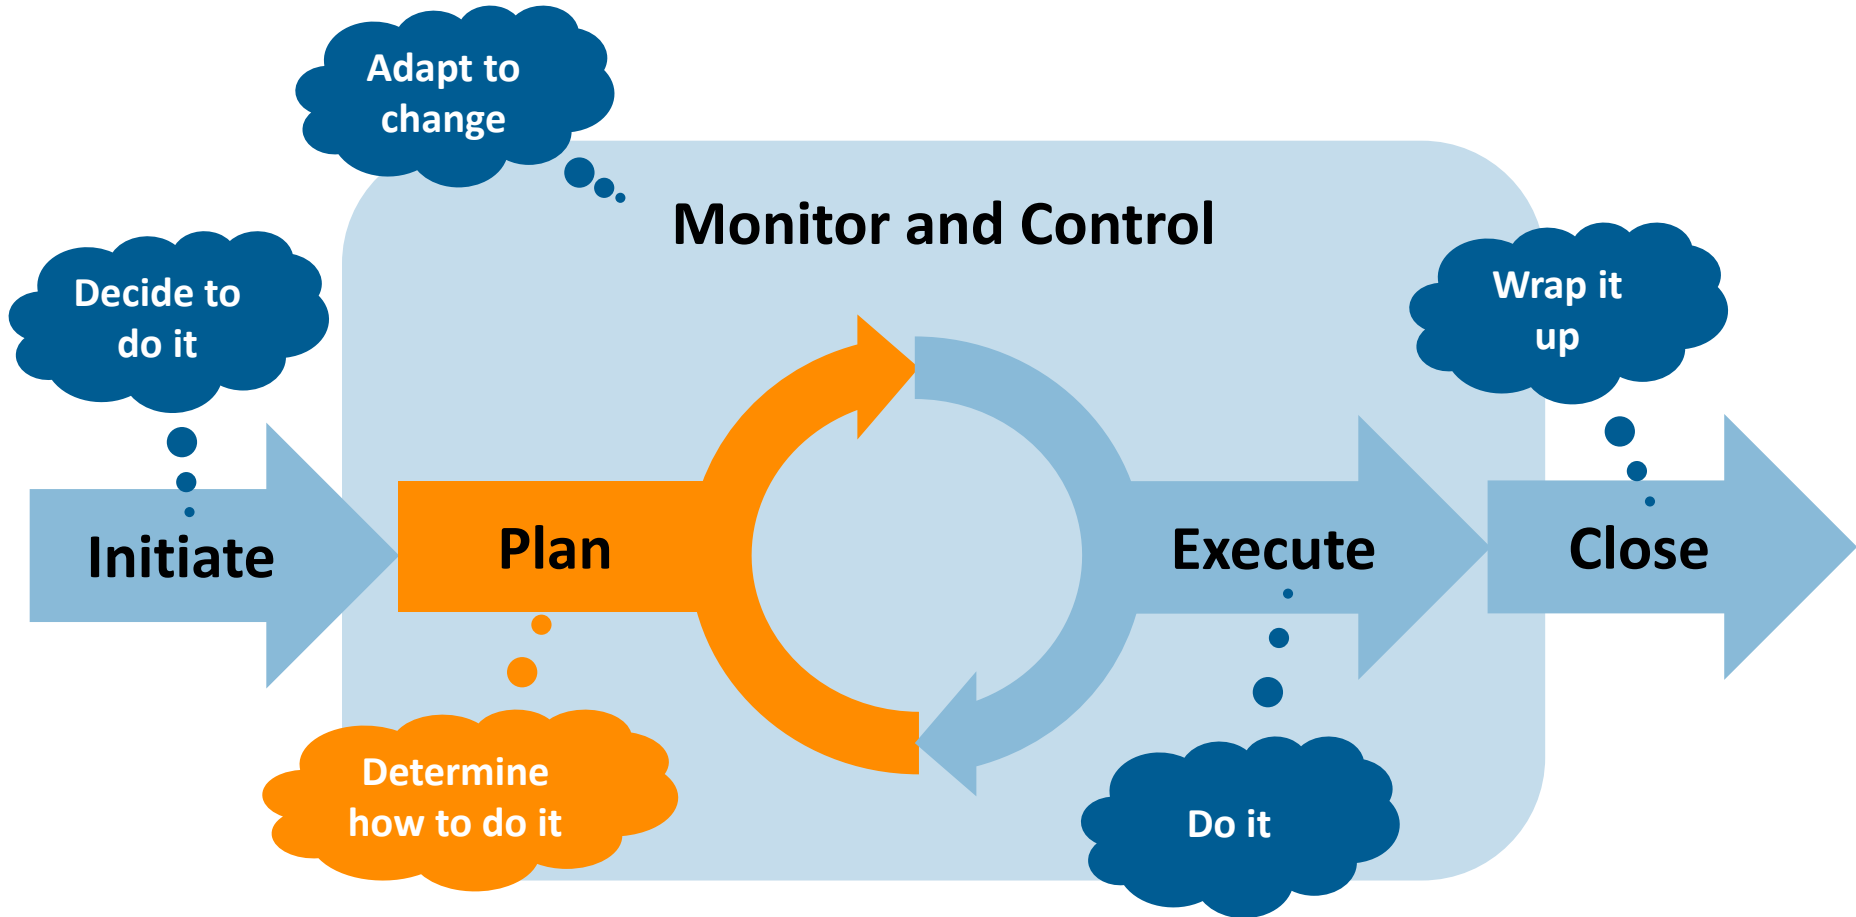 Adapt to
change
Monitor and Control
Decide to
do it
Wrap it
up
Initiate
Plan
Execute
Close
Determine
how to do it
Do it